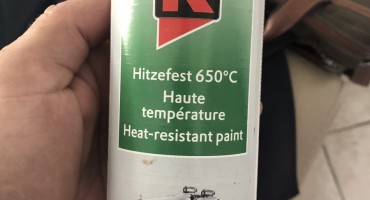 K
Hitzefest 650°C
Haute
température
Heat-resistant paint